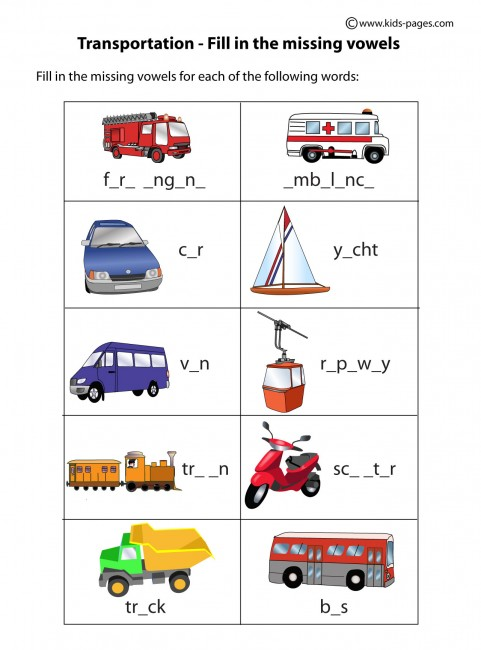 ©www.kids-pages.com
Transportation - Fill in the missing vowels
Fill in the missing vowels for each of the following words:
f_r_ _ng_n_
_mb_l_nc_
c_r
y_cht
v_n
r_p_w_y
tr_ _n
sc_ _t_r
tr_ck
b_s